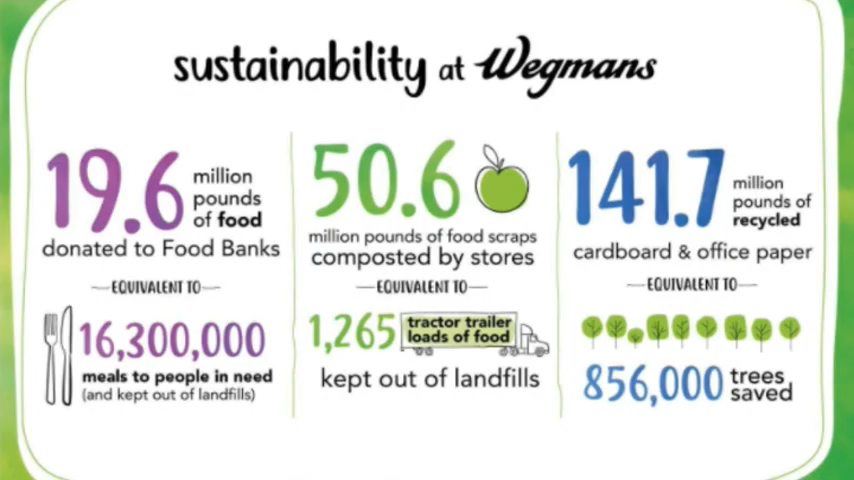 sustainability at Wegmans
19.6 million
pounds
of food
donated to Food Banks
EQUIVALENT TO
16,300,000
meals to people in need
(and kept out of landfills)
50.6
million pounds of food scraps
composted by stores
EQUIVALENT TO
1,265 tractor trailer
loads of food
kept out of landfills
141.7 million
pounds of
recycled
cardboard & office paper
EQUIVALENT TO
856,000 trees
saved